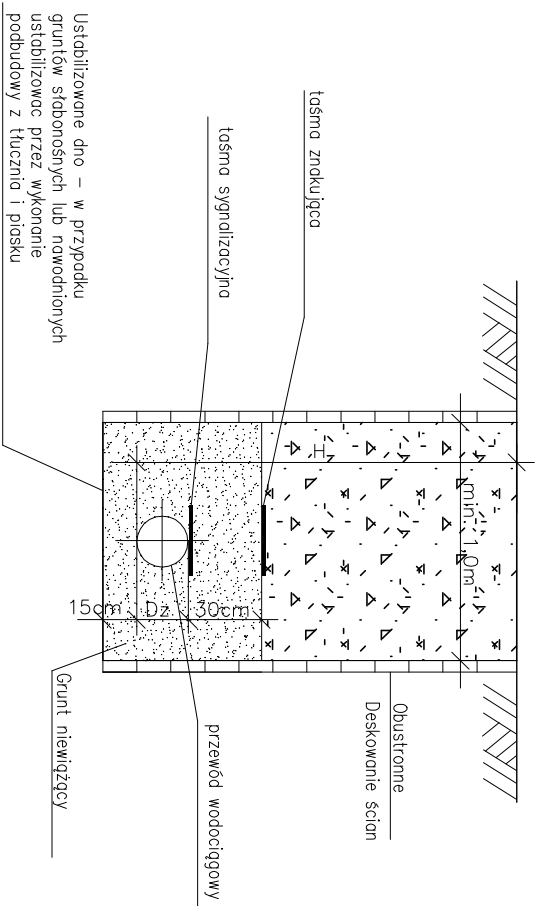 Ustabilizowane dno – w przypadku
gruntów słabonośnych lub nawodnionych
ustabilizowac przez wykonanie
podbudowy z tłucznia i piasku
taśma sygnalizacyjna
taśma znakująca
H
min. 1,0m
15cm
Dz
30cm
Grunt niewiążący
przewód wodociągowy
Obustronne
Deskowanie ścian